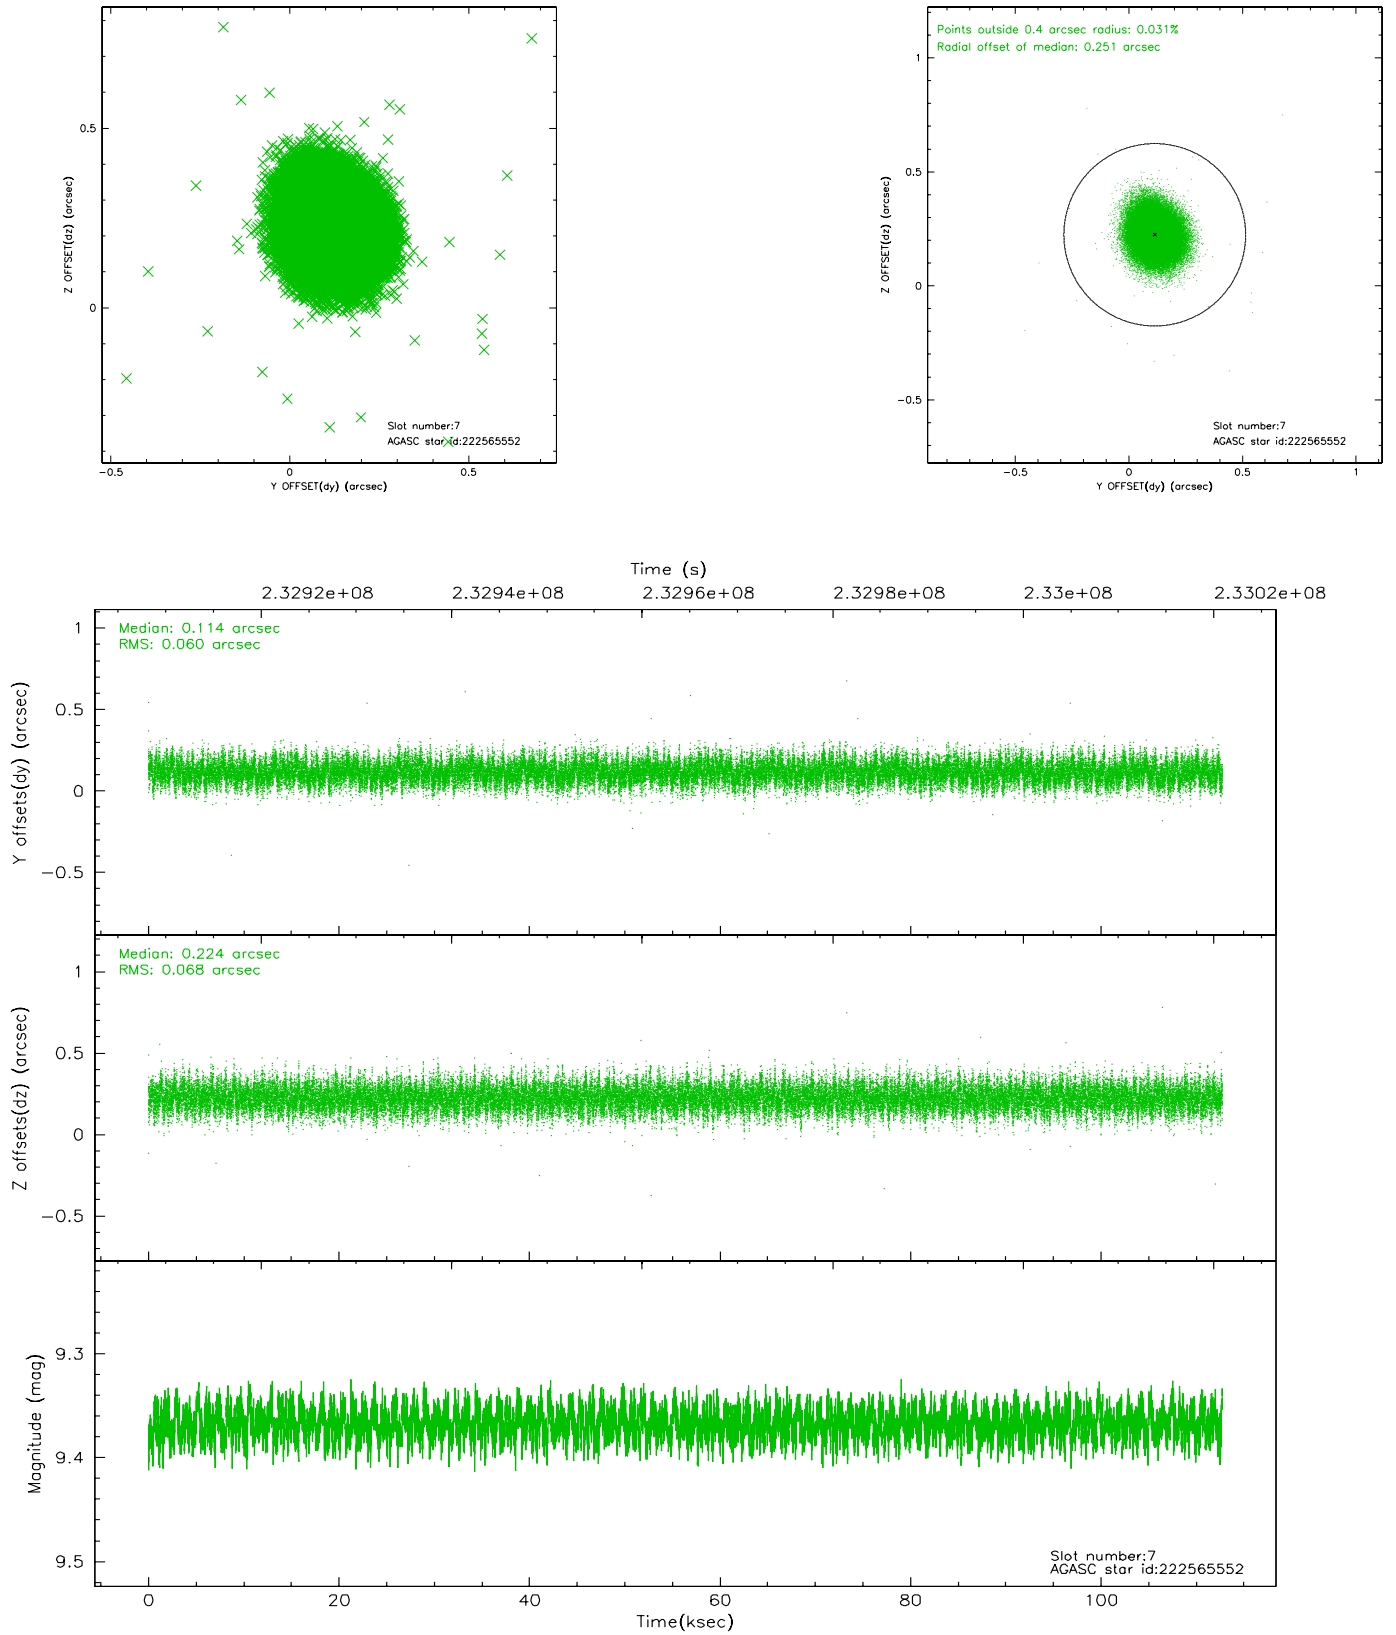 0.5
0
Z OFFSET(dz) (arcsec)
Slot number:7
AGASC star id:222565552
−0.5 0 0.5
Y OFFSET(dy) (arcsec)
Points outside 0.4 arcsec radius: 0.031%
Radial offset of median: 0.251 arcsec
1
0.5
0
−0.5
Z OFFSET(dz) (arcsec)
Slot number:7
AGASC star id:222565552
−0.5 0 0.5 1
Y OFFSET(dy) (arcsec)
Time (s)
2.3292e+08 2.3294e+08 2.3296e+08 2.3298e+08 2.33e+08 2.3302e+08
Median: 0.114 arcsec
RMS: 0.060 arcsec
1
0.5
0
−0.5
Y offsets(dy) (arcsec)
Median: 0.224 arcsec
RMS: 0.068 arcsec
1
0.5
0
−0.5
Z offsets(dz) (arcsec)
9.3
9.4
9.5
Magnitude (mag)
Slot number:7
AGASC star id:222565552
0 20 40 60 80 100
Time(ksec)